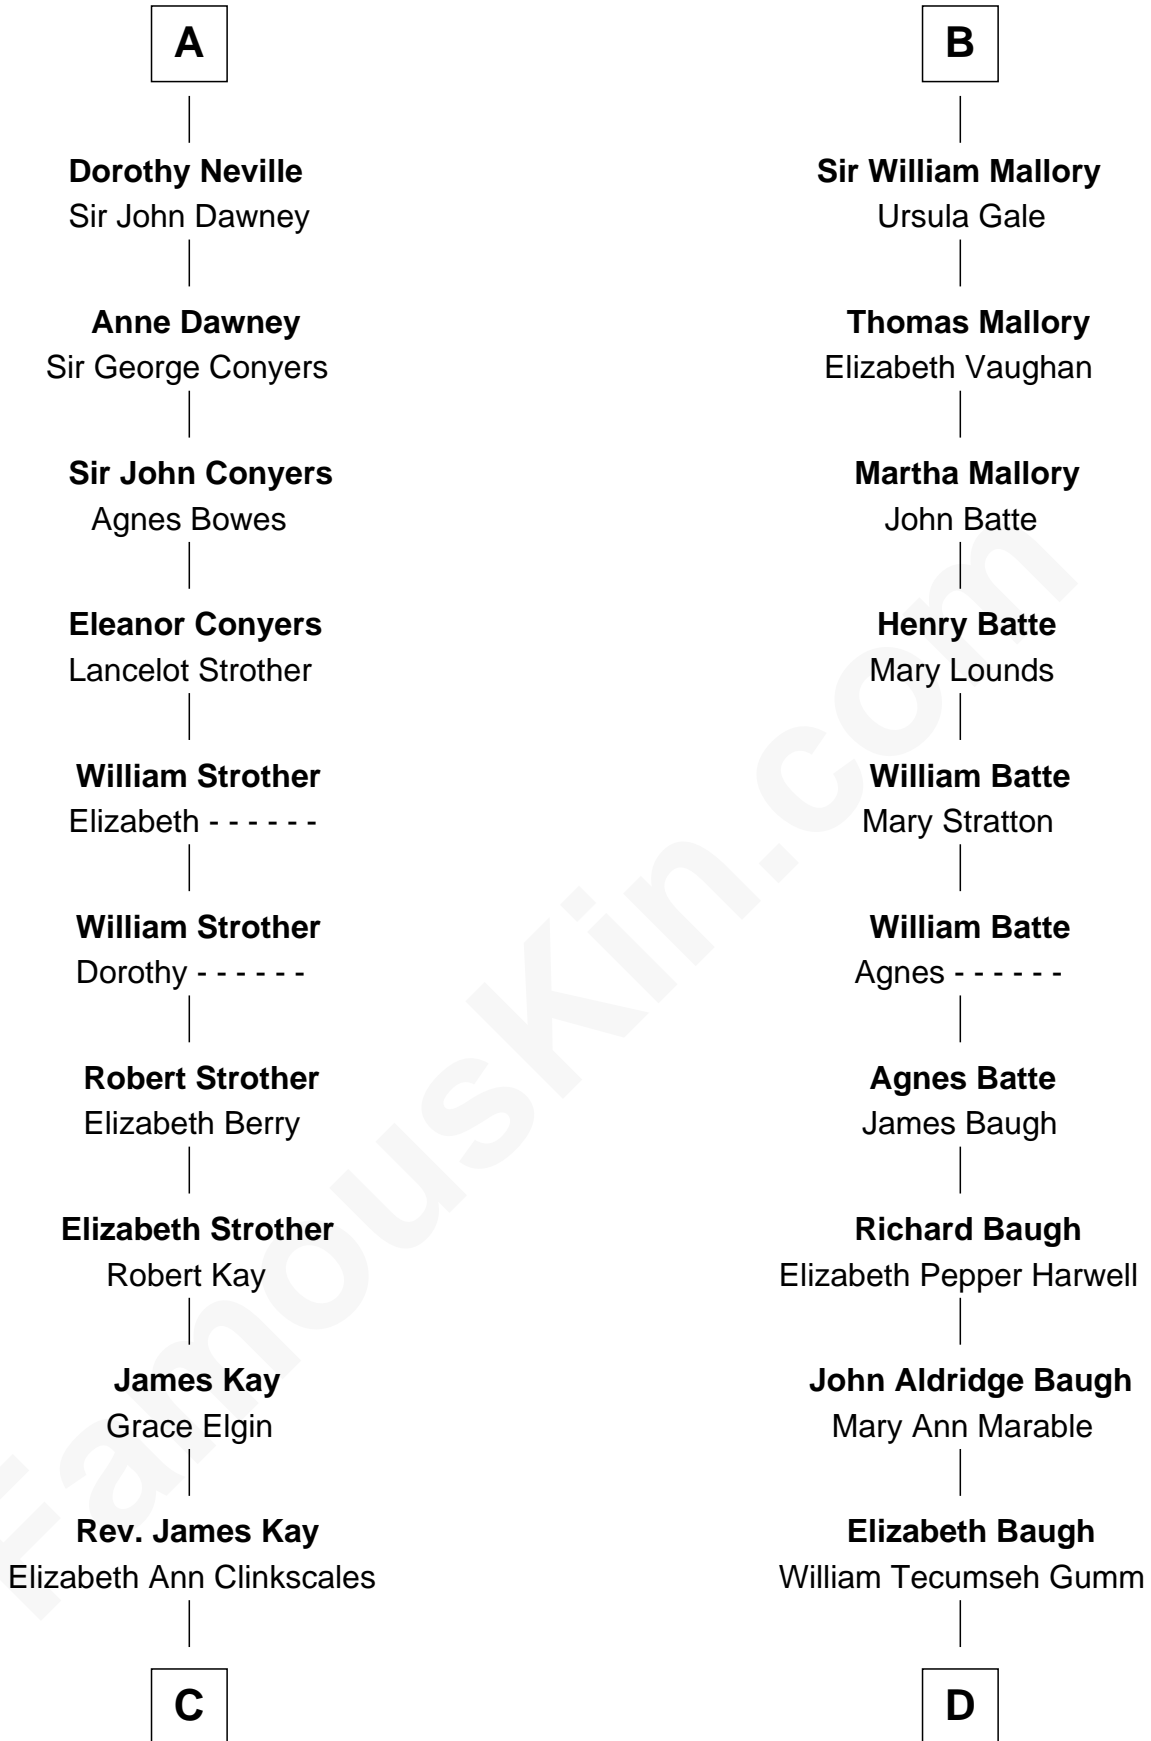 A
Dorothy Neville
Sir John Dawney
Anne Dawney
Sir George Conyers
Sir John Conyers
Agnes Bowes
Eleanor Conyers
Lancelot Strother
William Strother
Elizabeth - - - - - -
William Strother
Dorothy - - - - - -
Robert Strother
Elizabeth Berry
Elizabeth Strother
Robert Kay
James Kay
Grace Elgin
Rev. James Kay
Elizabeth Ann Clinkscales
C
B
Sir William Mallory
Ursula Gale
Thomas Mallory
Elizabeth Vaughan
Martha Mallory
John Batte
Henry Batte
Mary Lounds
William Batte
Mary Stratton
William Batte
Agnes - - - - - -
Agnes Batte
James Baugh
Richard Baugh
Elizabeth Pepper Harwell
John Aldridge Baugh
Mary Ann Marable
Elizabeth Baugh
William Tecumseh Gumm
D
FamousKin.com